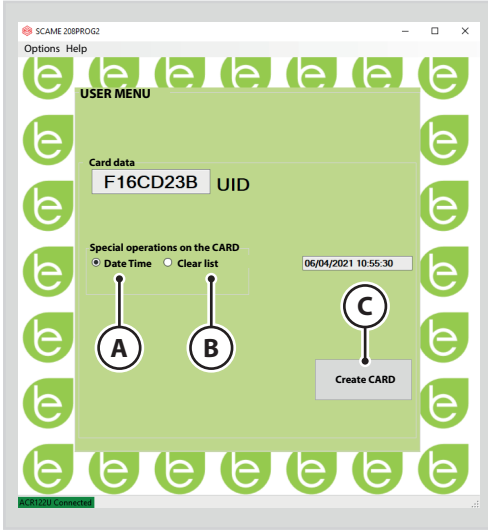 SCAME 208PROG2
Options Help
USER MENU
Card data
F16CD23B UID
Special operations on the CARD
Date Time Clear list
06/04/2021 10:55:30
C
A B
Create CARD
ACR122U Connected